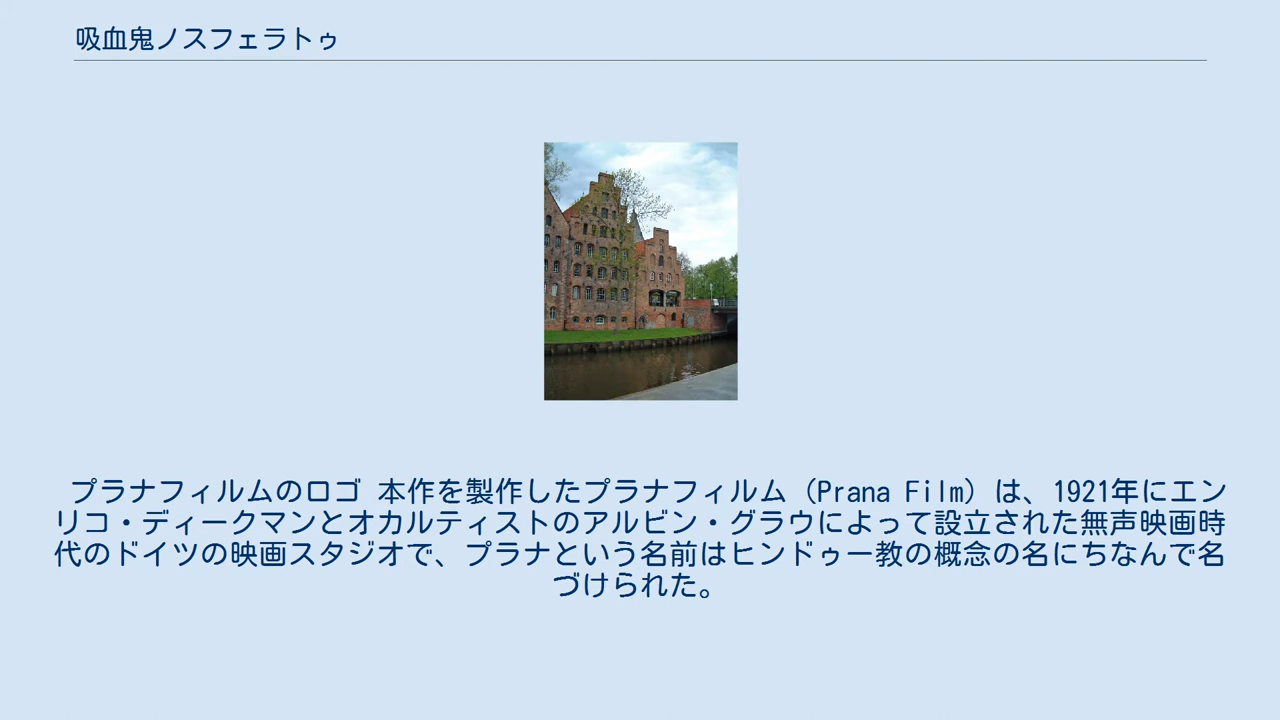 吸血鬼ノスフェラトゥ
プラナフィルムのロゴ 本作を製作したプラナフィルム（Prana Film）は、1921年にエン
リコ・ディークマンとオカルティストのアルビン・グラウによって設立された無声映画時
代のドイツの映画スタジオで、プラナという名前はヒンドゥー教の概念の名にちなんで名
づけられた。